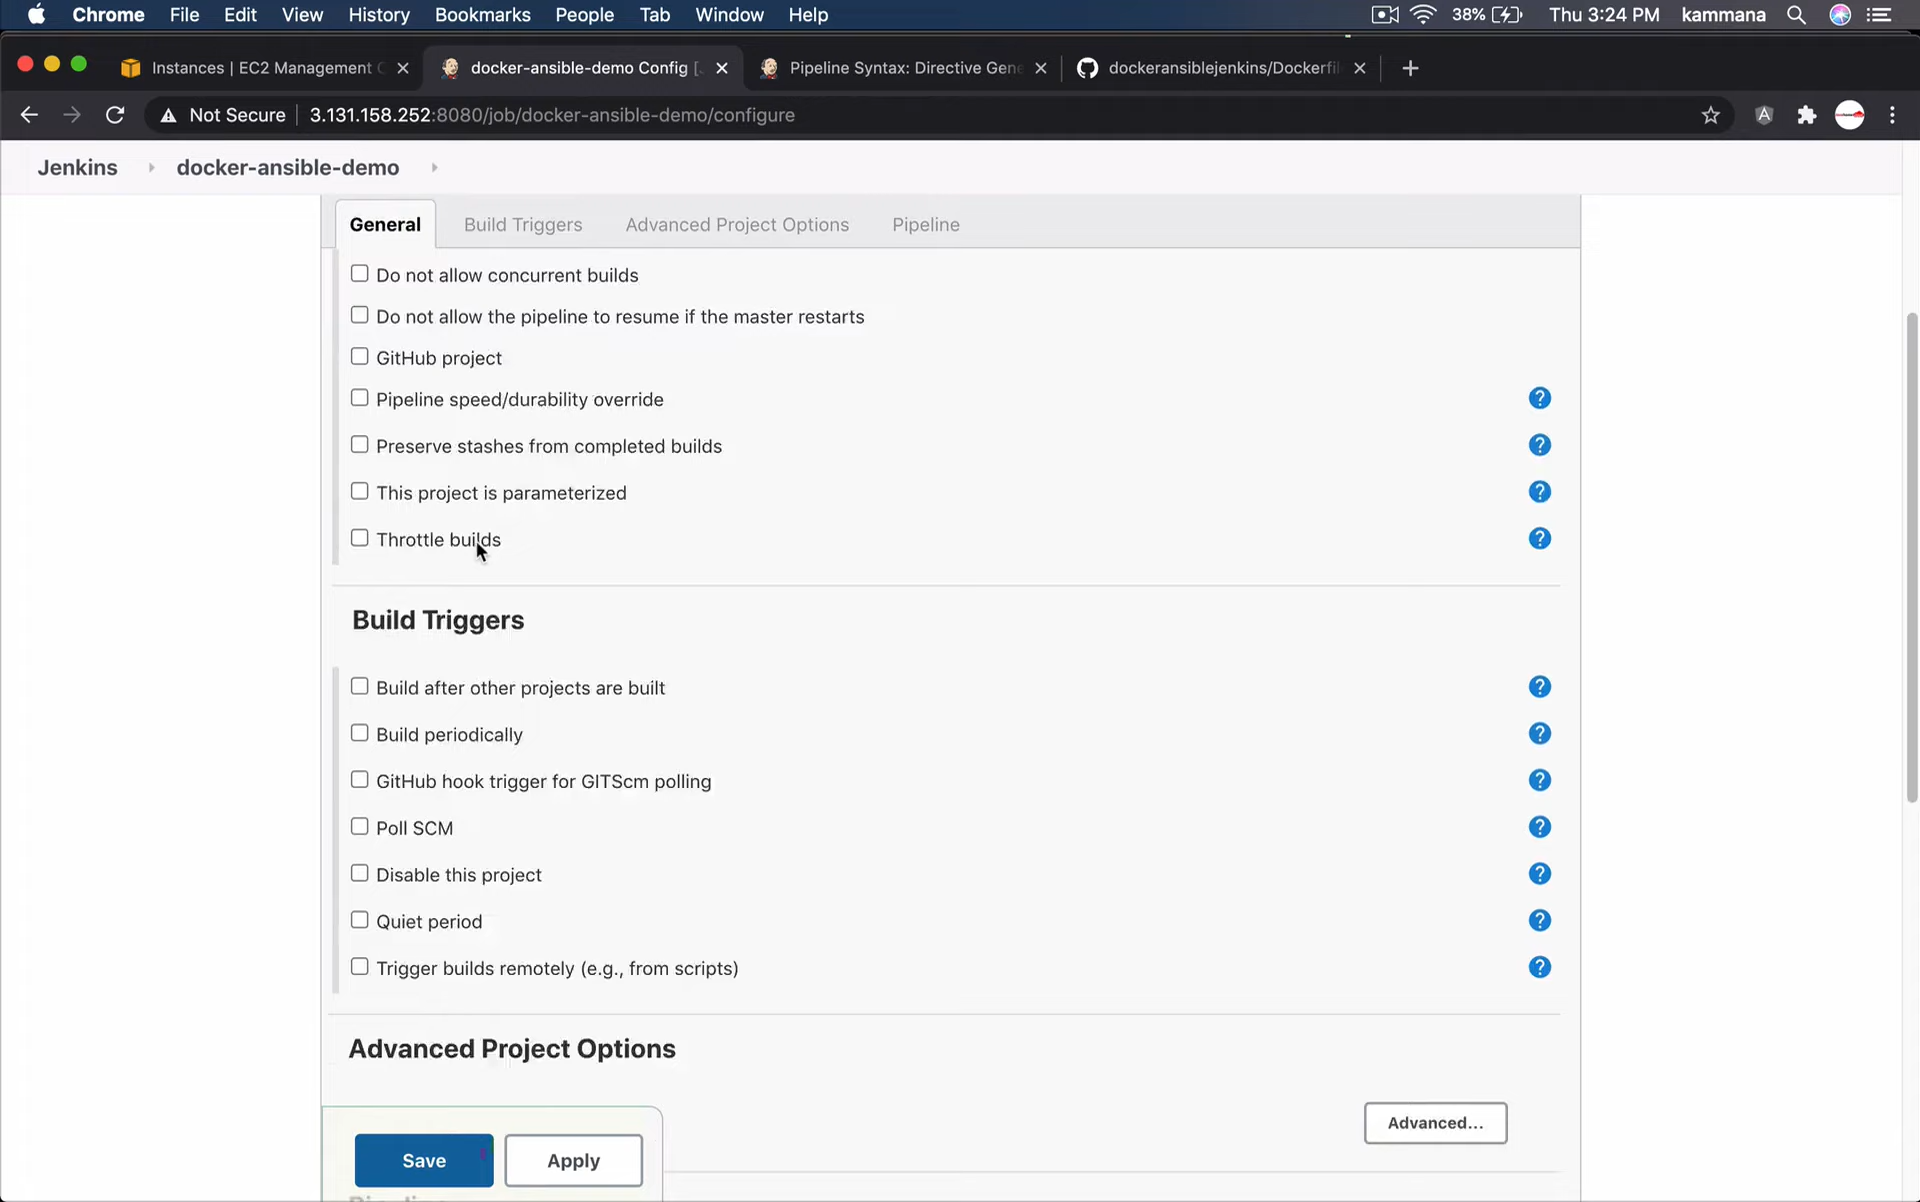 Chrome File Edit View History Bookmarks People Tab Window Help 38% Thu 3:24 PM kammana
Instances | EC2 Management C docker-ansible-demo Config [ Pipeline Syntax: Directive Gene dockeransiblejenkins/Dockerfil
Not Secure 3.131.158.252:8080/job/docker-ansible-demo/configure
Jenkins docker-ansible-demo
General Build Triggers Advanced Project Options Pipeline
Do not allow concurrent builds
Do not allow the pipeline to resume if the master restarts
GitHub project
Pipeline speed/durability override
Preserve stashes from completed builds
This project is parameterized
Throttle builds
Build Triggers
Build after other projects are built
Build periodically
GitHub hook trigger for GITScm polling
Poll SCM
Disable this project
Quiet period
Trigger builds remotely (e.g., from scripts)
Advanced Project Options
Advanced...
Save Apply